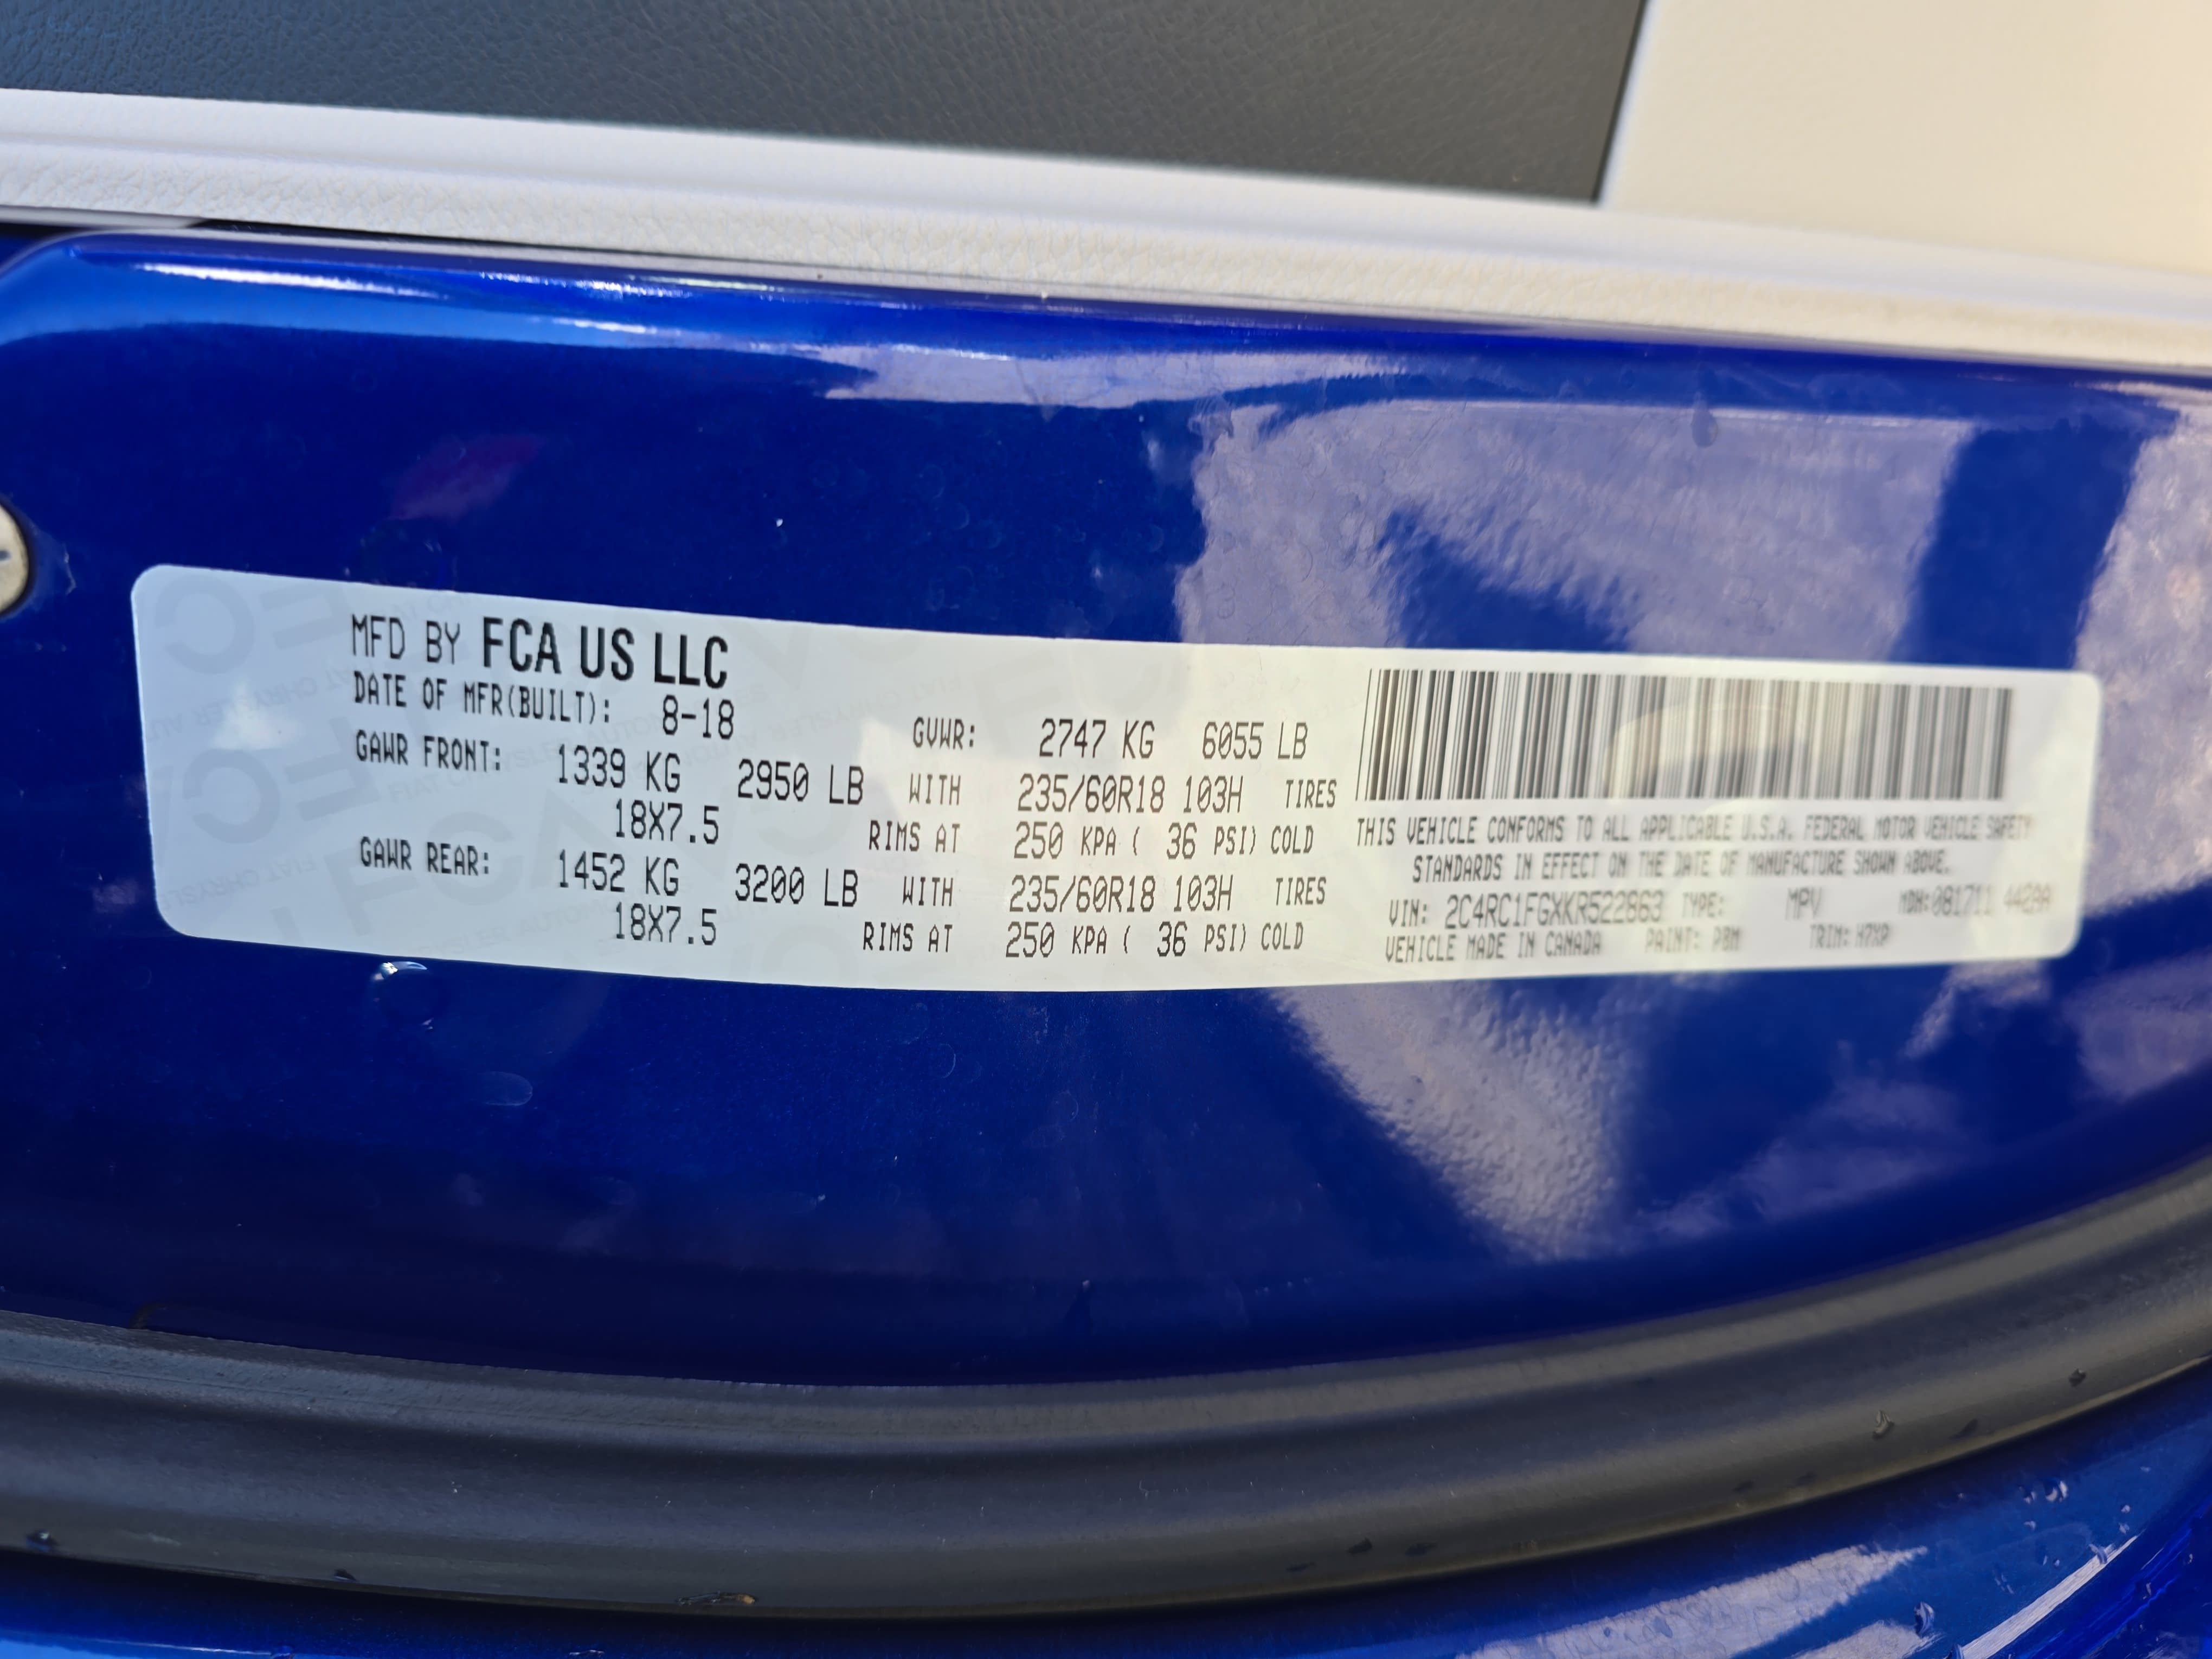 MFD BY FCA US LLC
DATE OF MFR(BUILT): 8-18 GVWR: 2747 KG 6055 LB
GAWR FRONT: 1339 KG 2950 LB WITH 235/60R18 103H TIRES
18X7.5 RIMS AT 250 KPA ( 36 PSI) COLD
GAWR REAR: 1452 KG 3200 LB WITH 235/60R18 103H TIRES
18X7.5 RIMS AT 250 KPA ( 36 PSI) COLD
THIS VEHICLE CONFORMS TO ALL APPLICABLE U.S.A. FEDERAL MOTOR VEHICLE SAFETY
STANDARDS IN EFFECT ON THE DATE OF MANUFACTURE SHOWN ABOVE.
VIN: 2C4RC1FGXKR522863 TYPE: MPV MDH:
VEHICLE MADE IN CANADA PAINT: TRIM: